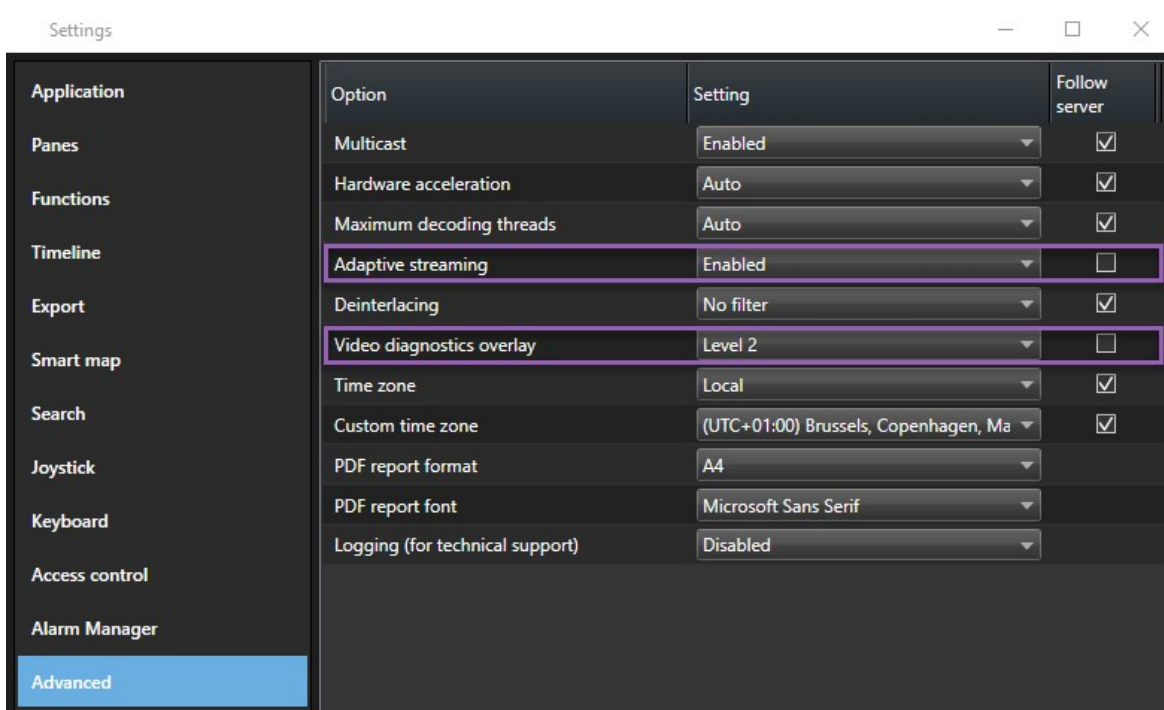 Settings
Application
Panes
Functions
Timeline
Export
Smart map
Search
Joystick
Keyboard
Access control
Alarm Manager
Advanced
Option Setting Follow server
Multicast Enabled
Hardware acceleration Auto
Maximum decoding threads Auto
Adaptive streaming Enabled
Deinterlacing No filter
Video diagnostics overlay Level 2
Time zone Local
Custom time zone (UTC+01:00) Brussels, Copenhagen, Ma
PDF report format A4
PDF report font Microsoft Sans Serif
Logging (for technical support) Disabled